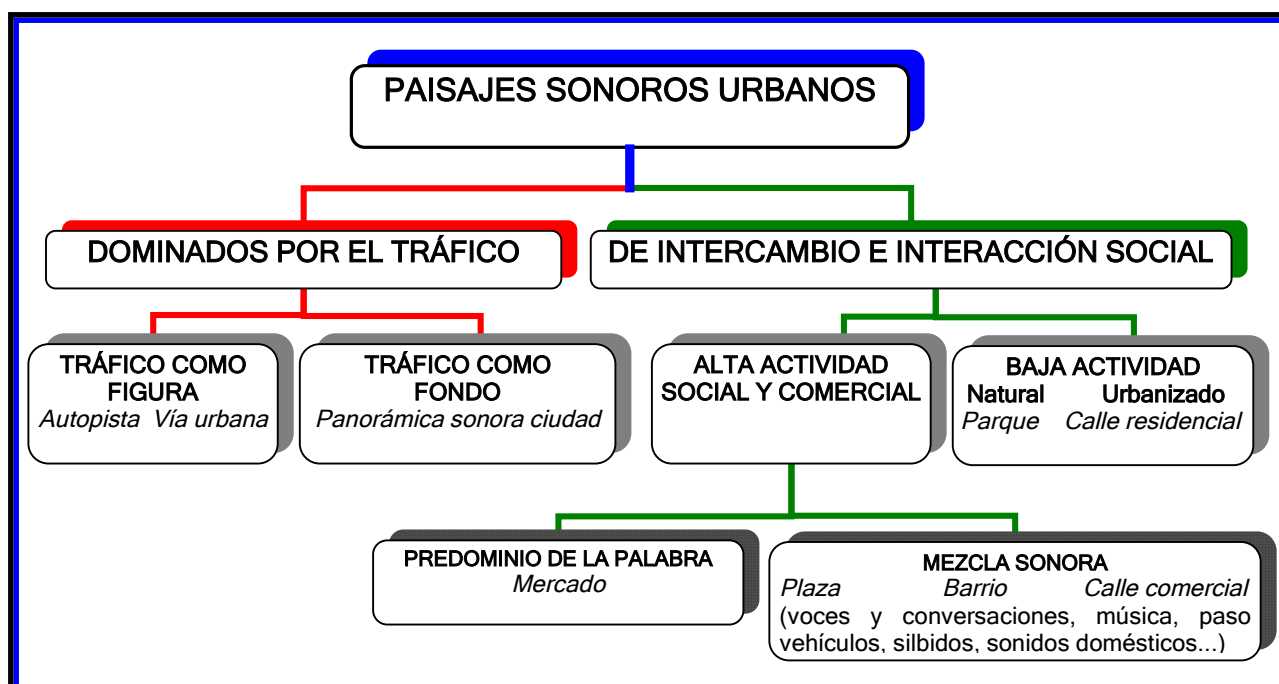 PAISAJES SONOROS URBANOS
DOMINADOS POR EL TRÁFICO
DE INTERCAMBIO E INTERACCIÓN SOCIAL
TRÁFICO COMO
FIGURA
Autopista Vía urbana
TRÁFICO COMO
FONDO
Panorámica sonora ciudad
ALTA ACTIVIDAD
SOCIAL Y COMERCIAL
BAJA ACTIVIDAD
Natural Urbanizado
Parque Calle residencial
PREDOMINIO DE LA PALABRA
Mercado
MEZCLA SONORA
Plaza Barrio Calle comercial
(voces y conversaciones, música, paso
vehículos, silbidos, sonidos domésticos...)